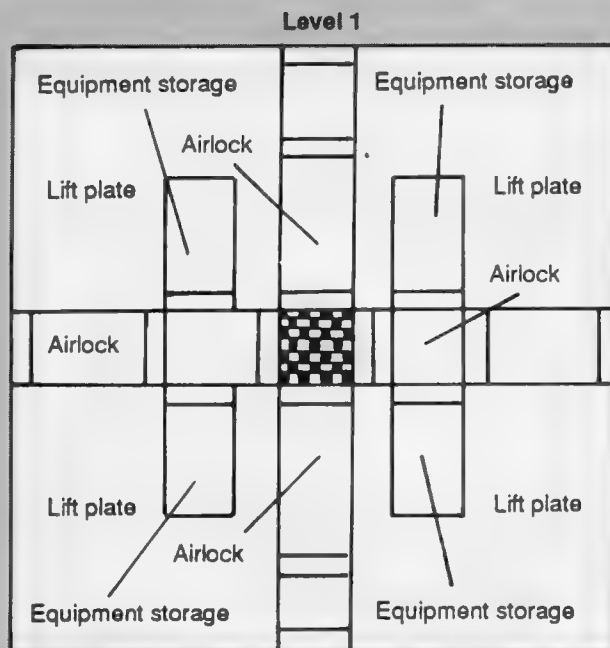 Level 1
Equipment storage
Equipment storage
Airlock
Lift plate
Lift plate
Airlock
Airlock
Lift plate
Lift plate
Airlock
Equipment storage
Equipment storage